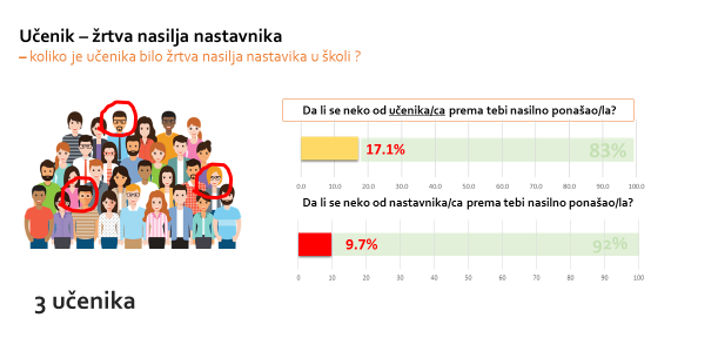 Učenik – žrtva nasilja nastavnika
– koliko je učenika bilo žrtva nasilja nastavika u školi ?
Da li se neko od učenika/ca prema tebi nasilno ponašao/la?
17.1%
83%
0.0 10.0 20.0 30.0 40.0 50.0 60.0 70.0 80.0 90.0 100.0
Da li se neko od nastavnika/ca prema tebi nasilno ponašao/la?
9.7%
92%
0 10 20 30 40 50 60 70 80 90 100
3 učenika